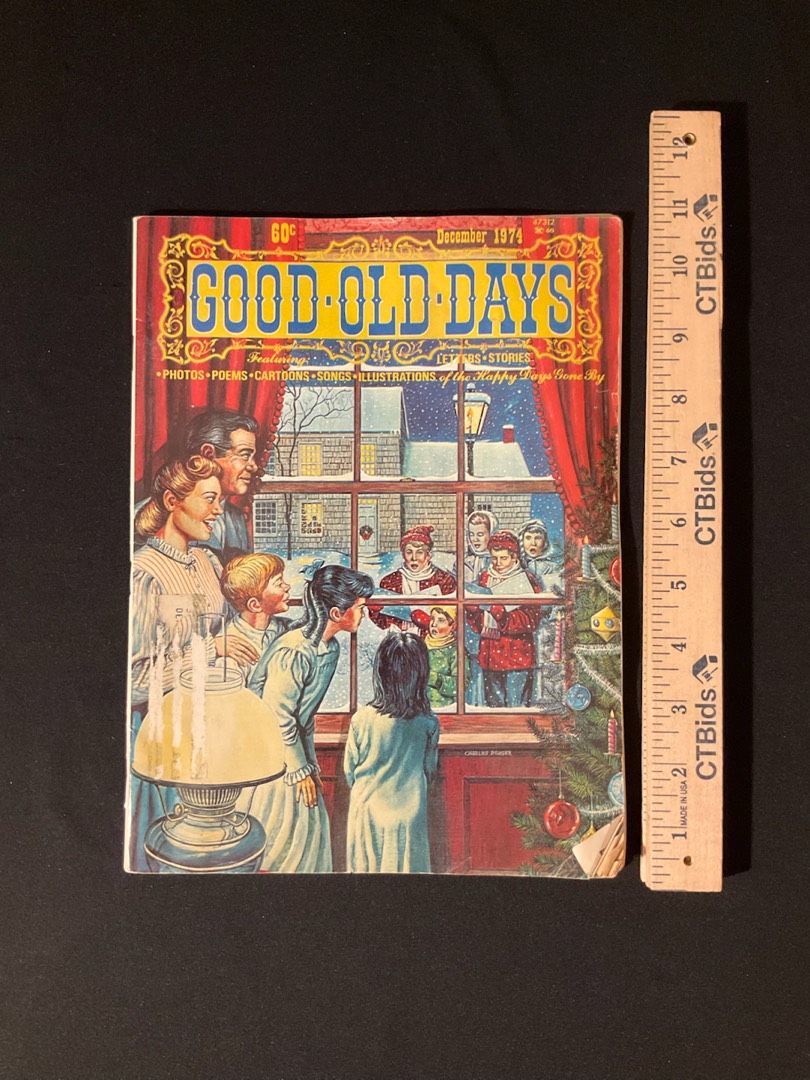 60¢
December 1974
47312
GOOD·OLD·DAYS
Featuring:
LETTERS•STORIES
•PHOTOS•POEMS•CARTOONS•SONGS•ILLUSTRATIONS of the Happy Days Gone By
12
11
10
9
8
7
6
5
4
3
2
1
CTBids
CTBids
CTBids
MADE IN USA